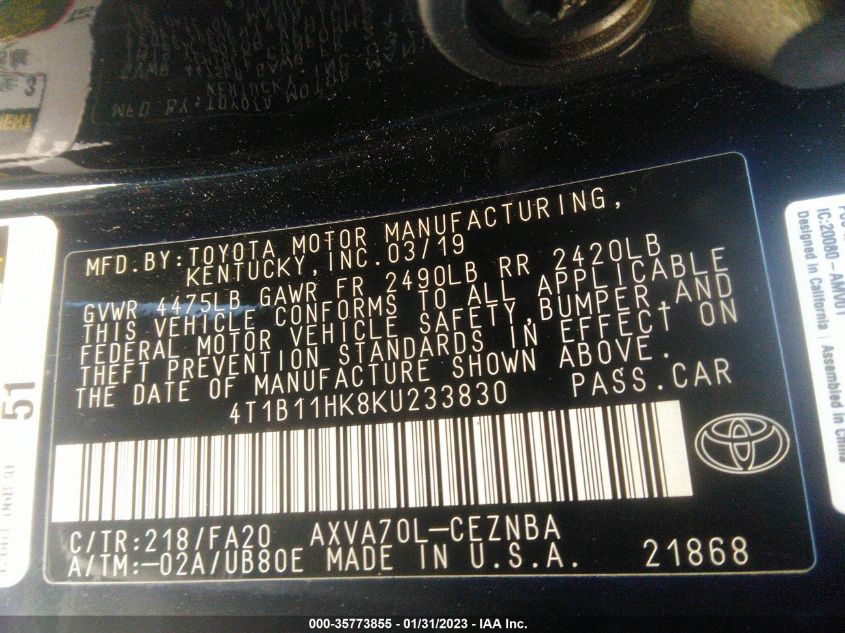 MFD.BY:TOYOTA MOTOR MANUFACTURING,
KENTUCKY,INC.03/19
GVWR 4475LB GAWR FR 2490LB RR 2420LB
THIS VEHICLE CONFORMS TO ALL APPLICABLE
FEDERAL MOTOR VEHICLE SAFETY,BUMPER,AND
THEFT PREVENTION STANDARDS IN EFFECT ON
THE DATE OF MANUFACTURE SHOWN ABOVE.
4T1B11HK8KU233830 PASS.CAR
C/TR:218/FA20 AXVA70L-CEZNBA
A/TM:-02A/UB80E MADE IN U.S.A. 21868
51
IC:20080-AMV01
Designed in California | Assembled in China
000-35773855 - 01/31/2023 - IAA Inc.